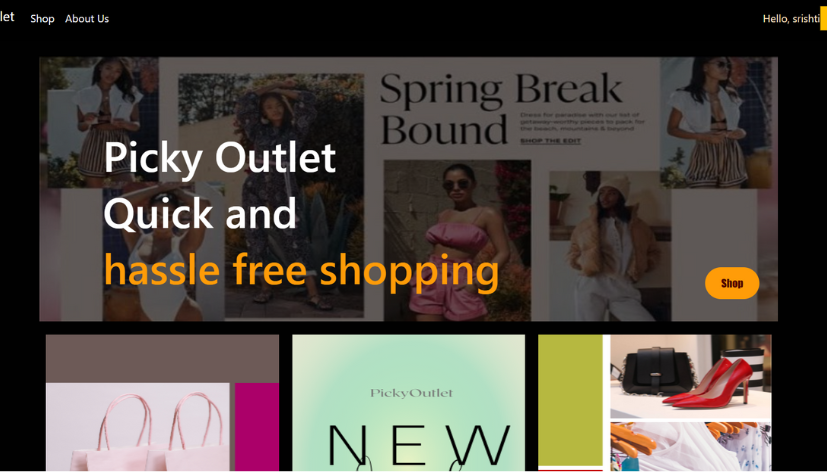 let Shop About Us Hello, srishti
Spring Break
Bound
Dress for paradise with our list of
getaway-worthy pieces to pack for
the beach, mountains & beyond
SHOP THE EDIT
Picky Outlet
Quick and
hassle free shopping
Shop
PickyOutlet
NEW